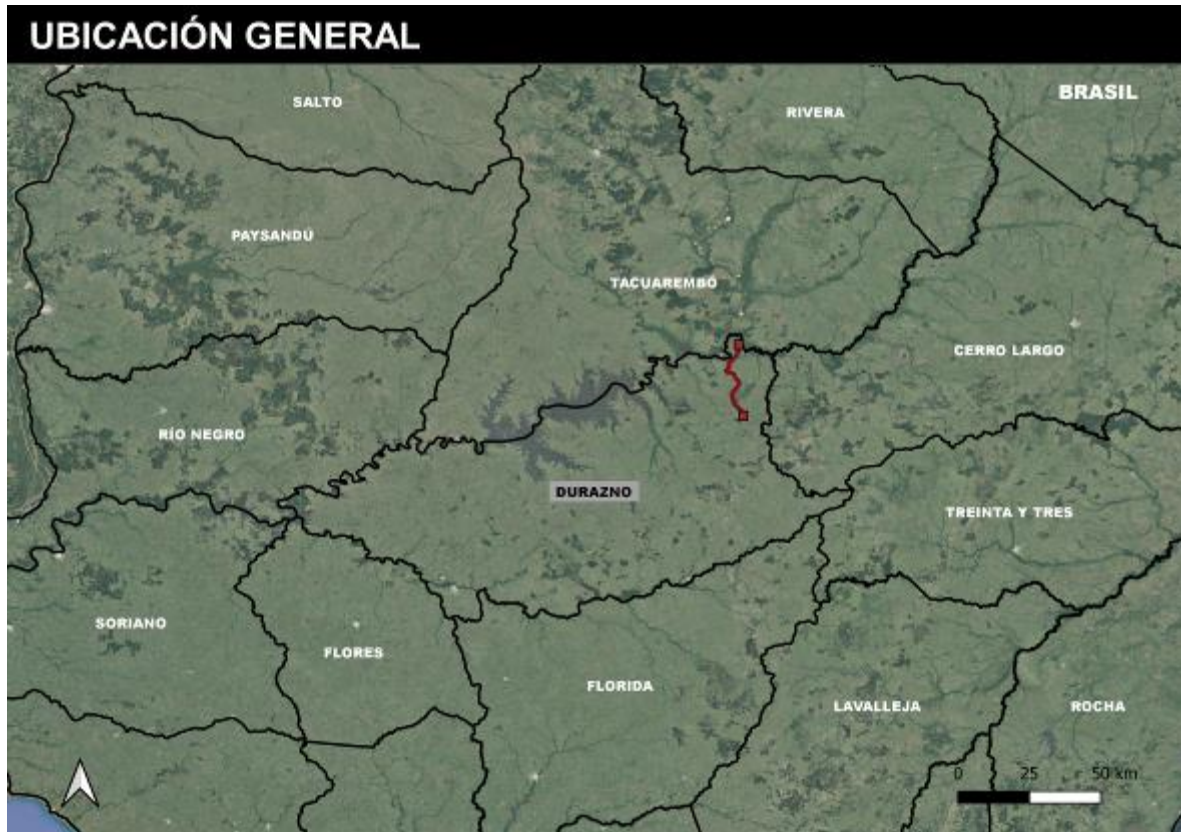 UBICACIÓN GENERAL
SALTO
BRASIL
RIVERA
PAYSANDÚ
TACUAREMBÓ
CERRO LARGO
RÍO NEGRO
DURAZNO
TREINTA Y TRES
SORIANO
FLORES
FLORIDA
LAVALLEJA
ROCHA
0 25 50 km